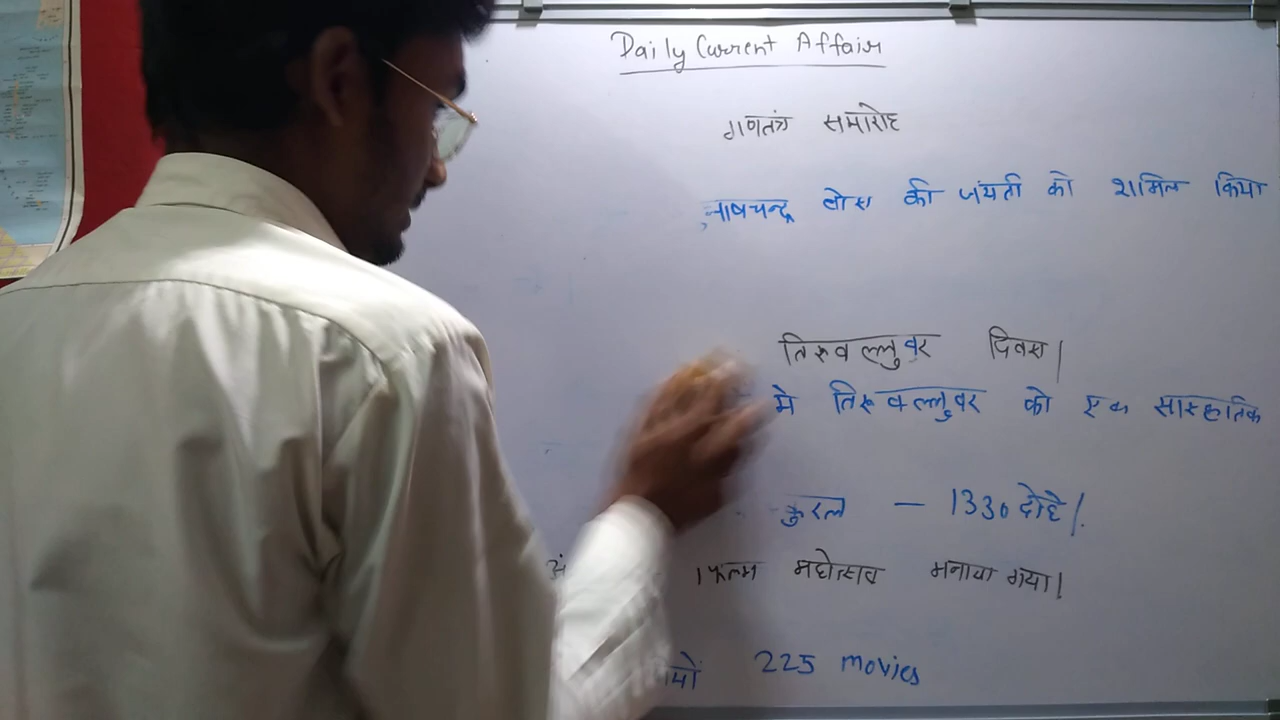 Daily Current Affair
गणतंत्र समारोह
बोस की जयंती को शामिल किया
तिरुवल्लुवर दिवस।
मे तिरुवल्लुवर को एक सांस्कृतिक
कुरल — 1330 दोहे।
फिल्म महोत्सव मनाया गया।
225 movies